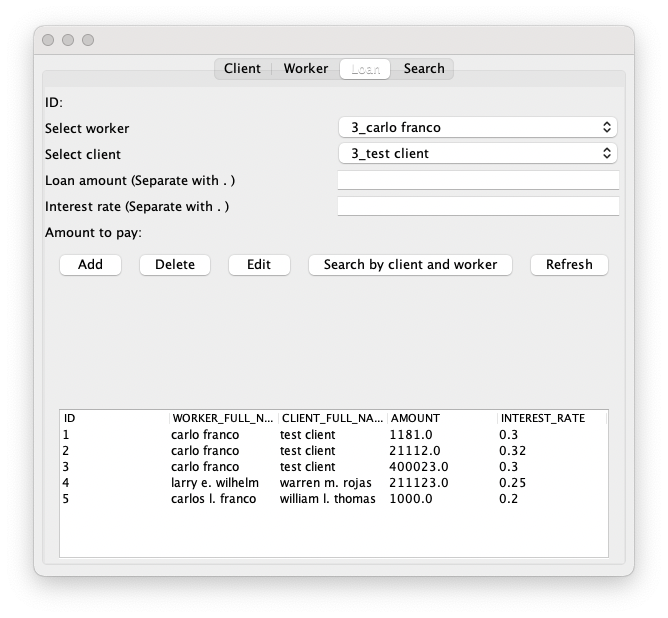 Client Worker Loan Search
ID:
Select worker 3_carlo franco
Select client 3_test client
Loan amount (Separate with . )
Interest rate (Separate with . )
Amount to pay:
Add Delete Edit Search by client and worker Refresh
ID WORKER_FULL_N... CLIENT_FULL_NA... AMOUNT INTEREST_RATE
1 carlo franco test client 1181.0 0.3
2 carlo franco test client 21112.0 0.32
3 carlo franco test client 400023.0 0.3
4 larry e. wilhelm warren m. rojas 211123.0 0.25
5 carlos l. franco william l. thomas 1000.0 0.2